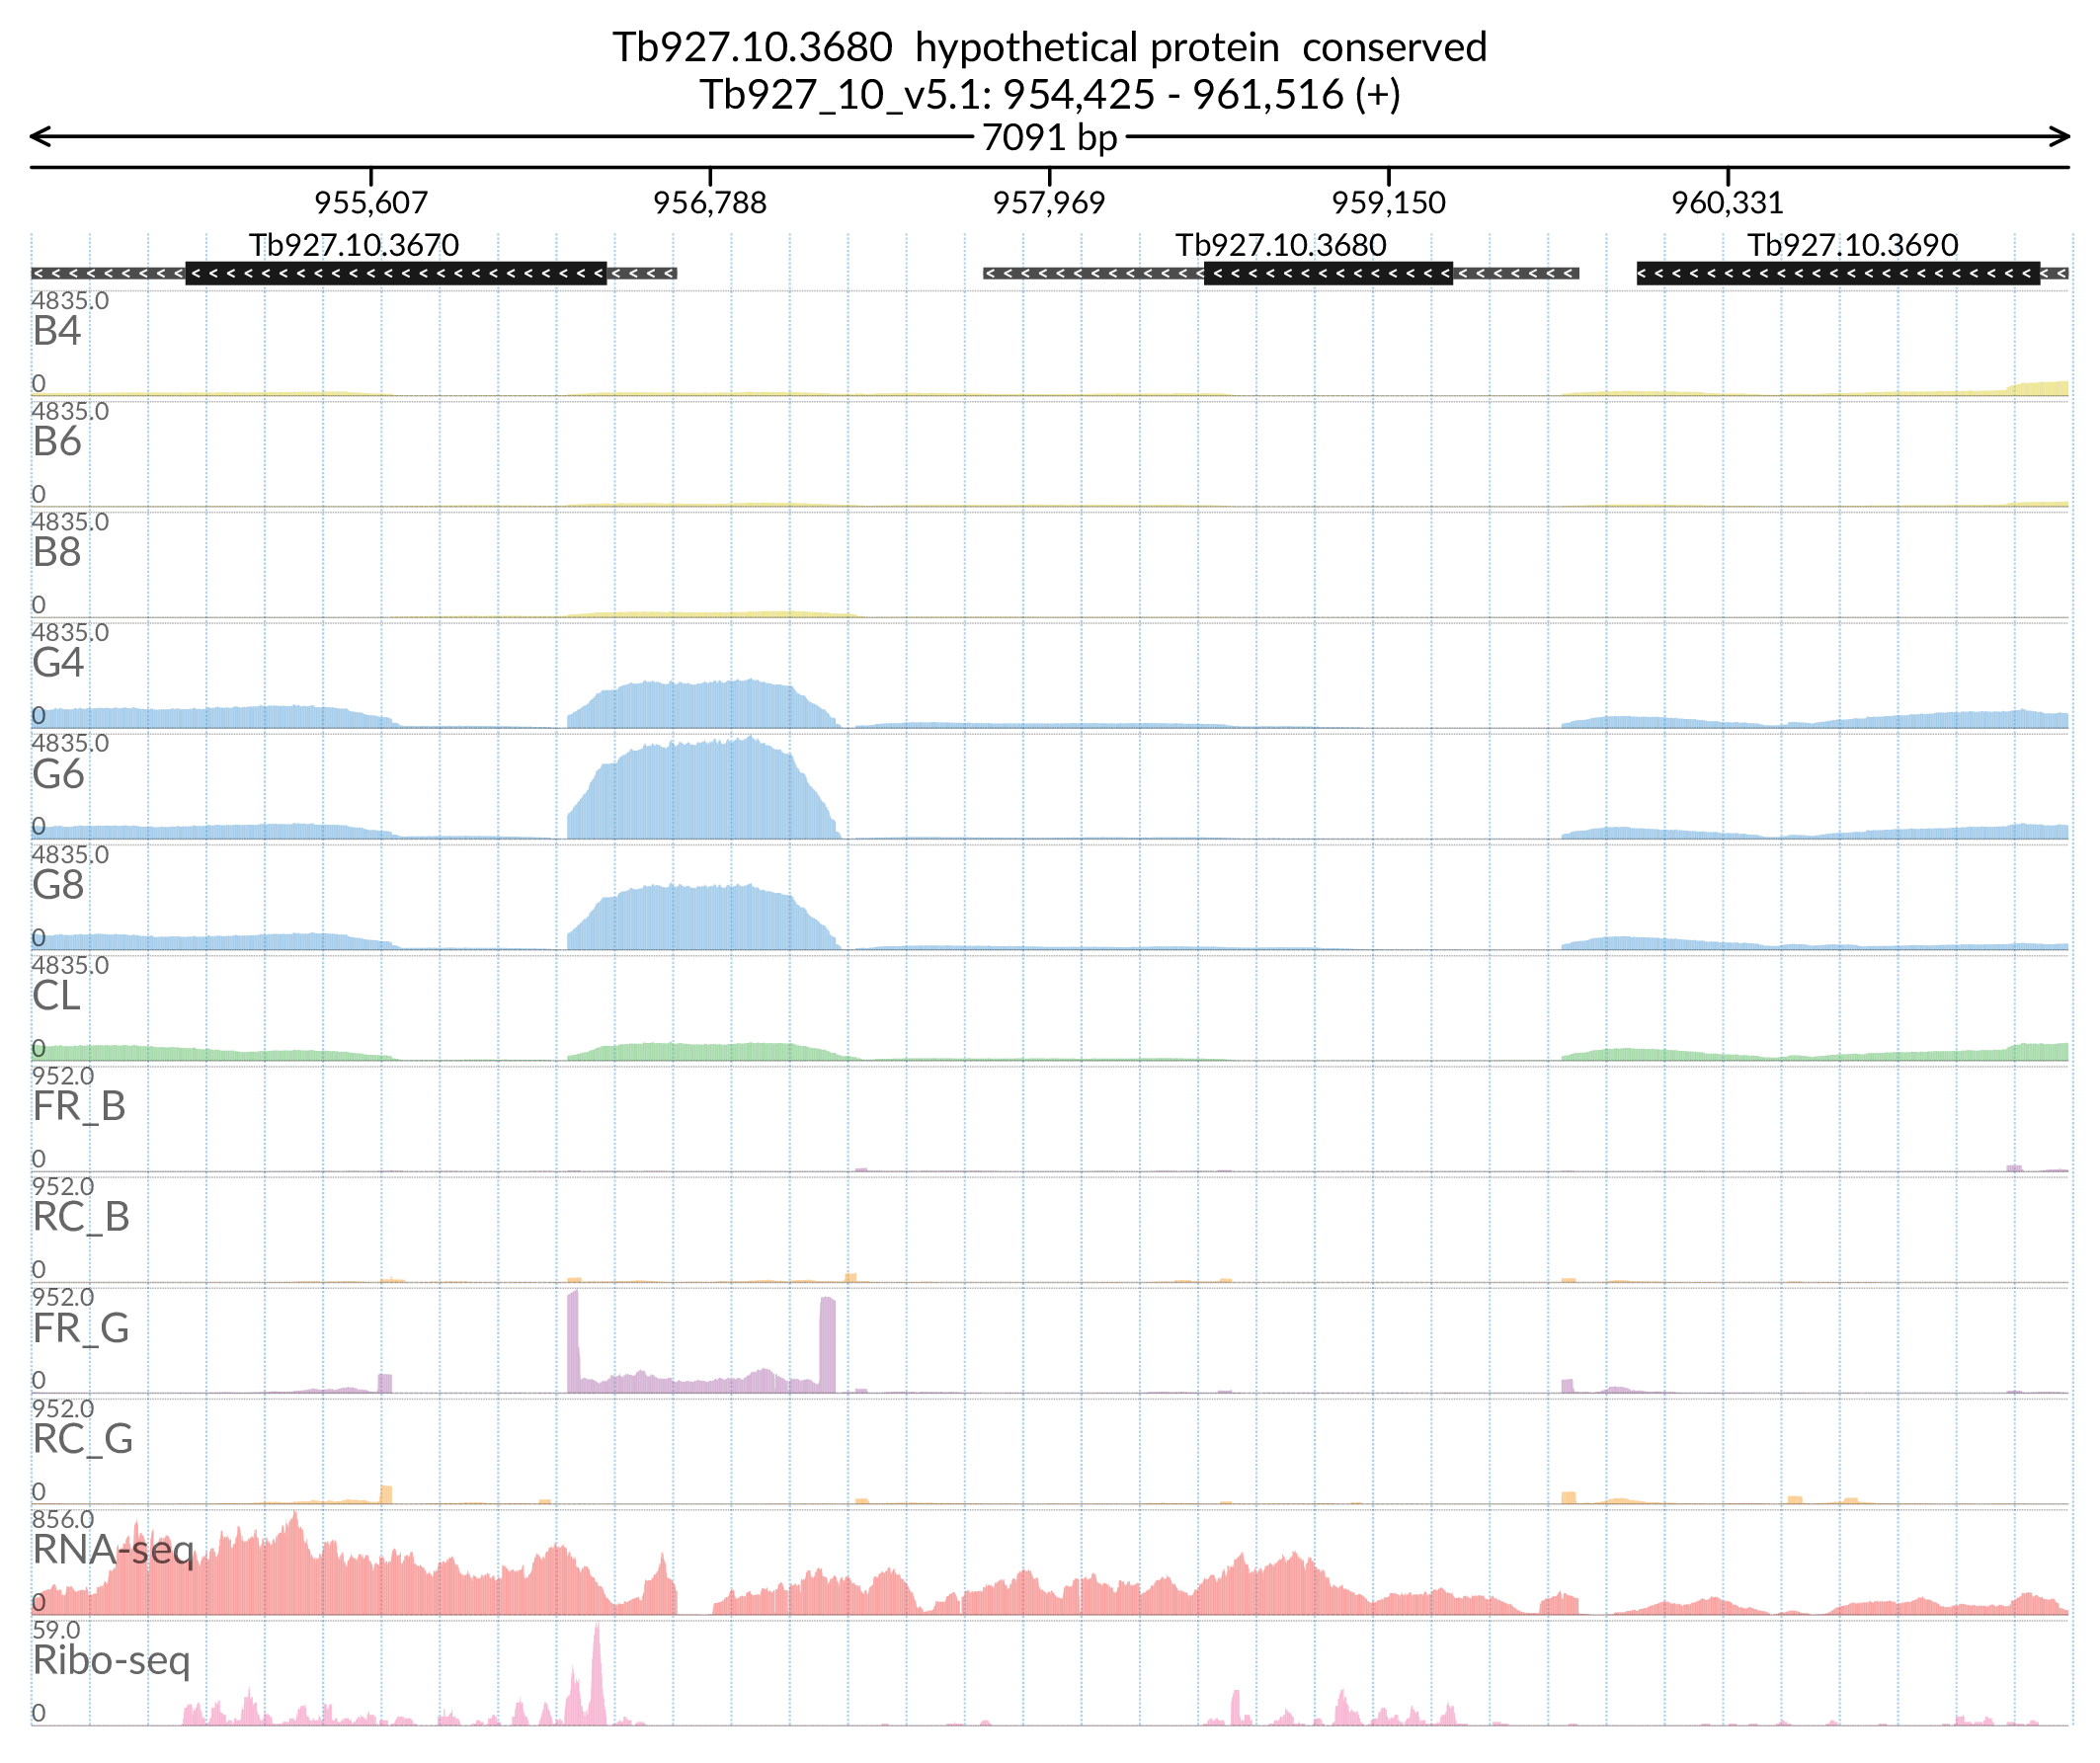 Tb927.10.3680 hypothetical protein conserved
Tb927_10_v5.1: 954,425 - 961,516 (+)
7091 bp
955,607 956,788 957,969 959,150 960,331
Tb927.10.3670 Tb927.10.3680 Tb927.10.3690
4835.0
B4
0
4835.0
B6
0
4835.0
B8
0
4835.0
G4
0
4835.0
G6
0
4835.0
G8
0
4835.0
CL
0
952.0
FR_B
0
952.0
RC_B
0
952.0
FR_G
0
952.0
RC_G
0
856.0
RNA-seq
0
59.0
Ribo-seq
0